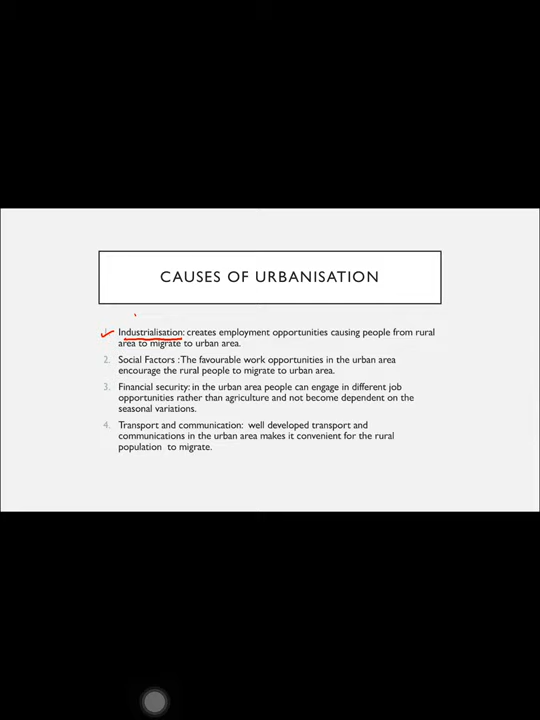 CAUSES OF URBANISATION
1. Industrialisation: creates employment opportunities causing people from rural
area to migrate to urban area.
2. Social Factors : The favourable work opportunities in the urban area
encourage the rural people to migrate to urban area.
3. Financial security: in the urban area people can engage in different job
opportunities rather than agriculture and not become dependent on the
seasonal variations.
4. Transport and communication: well developed transport and
communications in the urban area makes it convenient for the rural
population to migrate.